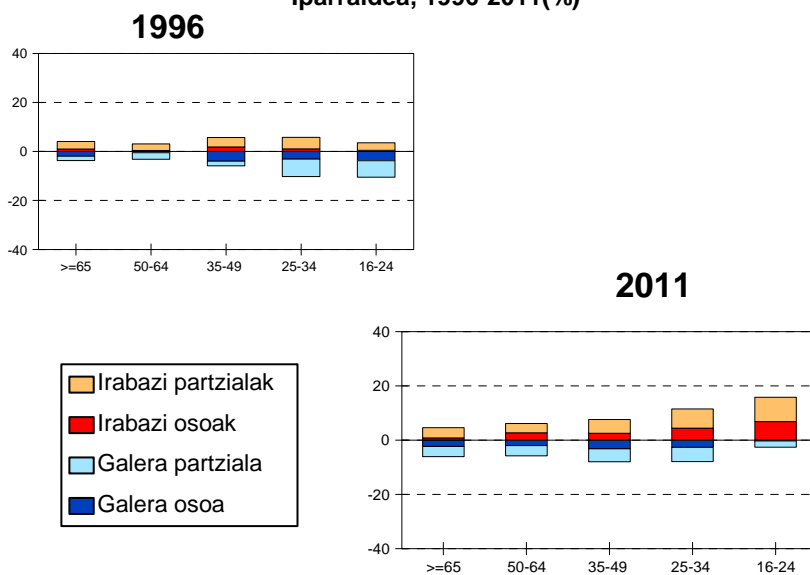 Iparraldea, 1996-2011(%)
1996
40
20
0
-20
-40
>=65 50-64 35-49 25-34 16-24
2011
40
20
0
-20
-40
>=65 50-64 35-49 25-34 16-24
Irabazi partzialak
Irabazi osoak
Galera partziala
Galera osoa